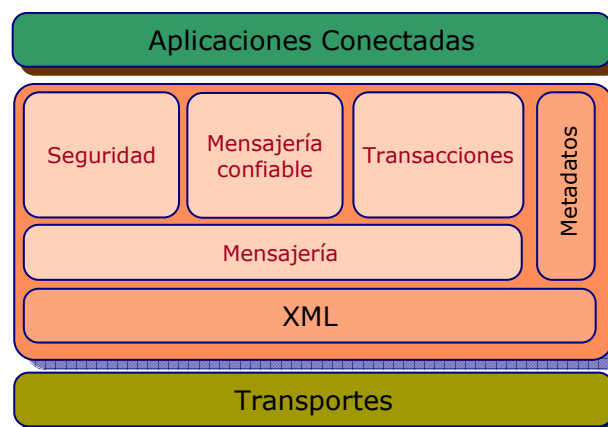 Aplicaciones Conectadas
Seguridad
Mensajería
confiable
Transacciones
Metadatos
Mensajería
XML
Transportes